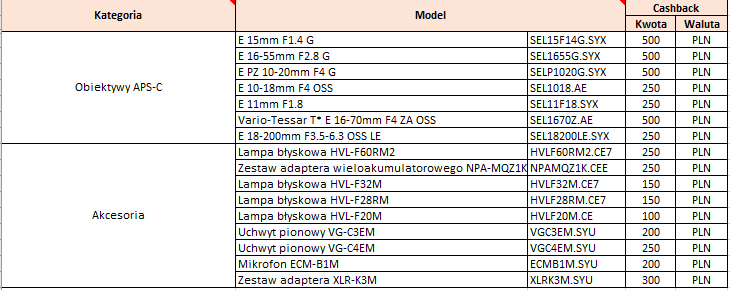 Kategoria Model Cashback
Kwota Waluta
Obiektywy APS-C
E 15mm F1.4 G SEL15F14G.SYX 500 PLN
E 16-55mm F2.8 G SEL1655G.SYX 500 PLN
E PZ 10-20mm F4 G SELP1020G.SYX 500 PLN
E 10-18mm F4 OSS SEL1018.AE 250 PLN
E 11mm F1.8 SEL11F18.SYX 250 PLN
Vario-Tessar T* E 16-70mm F4 ZA OSS SEL1670Z.AE 500 PLN
E 18-200mm F3.5-6.3 OSS LE SEL18200LE.SYX 250 PLN
Akcesoria
Lampa błyskowa HVL-F60RM2 HVLF60RM2.CE7 250 PLN
Zestaw adaptera wieloakumulatorowego NPA-MQZ1K NPAMQZ1K.CEE 250 PLN
Lampa błyskowa HVL-F32M HVLF32M.CE7 150 PLN
Lampa błyskowa HVL-F28RM HVLF28RM.CE7 150 PLN
Lampa błyskowa HVL-F20M HVLF20M.CE 100 PLN
Uchwyt pionowy VG-C3EM VGC3EM.SYU 200 PLN
Uchwyt pionowy VG-C4EM VGC4EM.SYU 250 PLN
Mikrofon ECM-B1M ECMB1M.SYU 200 PLN
Zestaw adaptera XLR-K3M XLRK3M.SYU 300 PLN